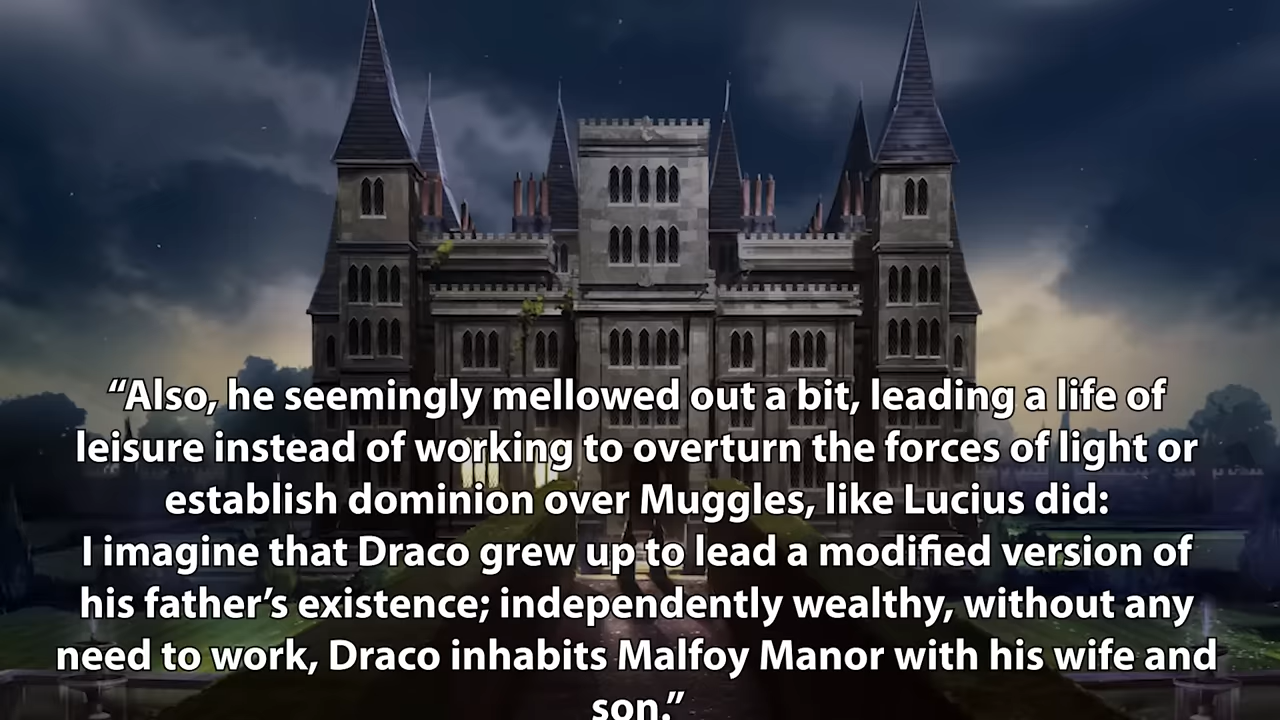 “Also, he seemingly mellowed out a bit, leading a life of
leisure instead of working to overturn the forces of light or
establish dominion over Muggles, like Lucius did:
I imagine that Draco grew up to lead a modified version of
his father’s existence; independently wealthy, without any
need to work, Draco inhabits Malfoy Manor with his wife and
son.”